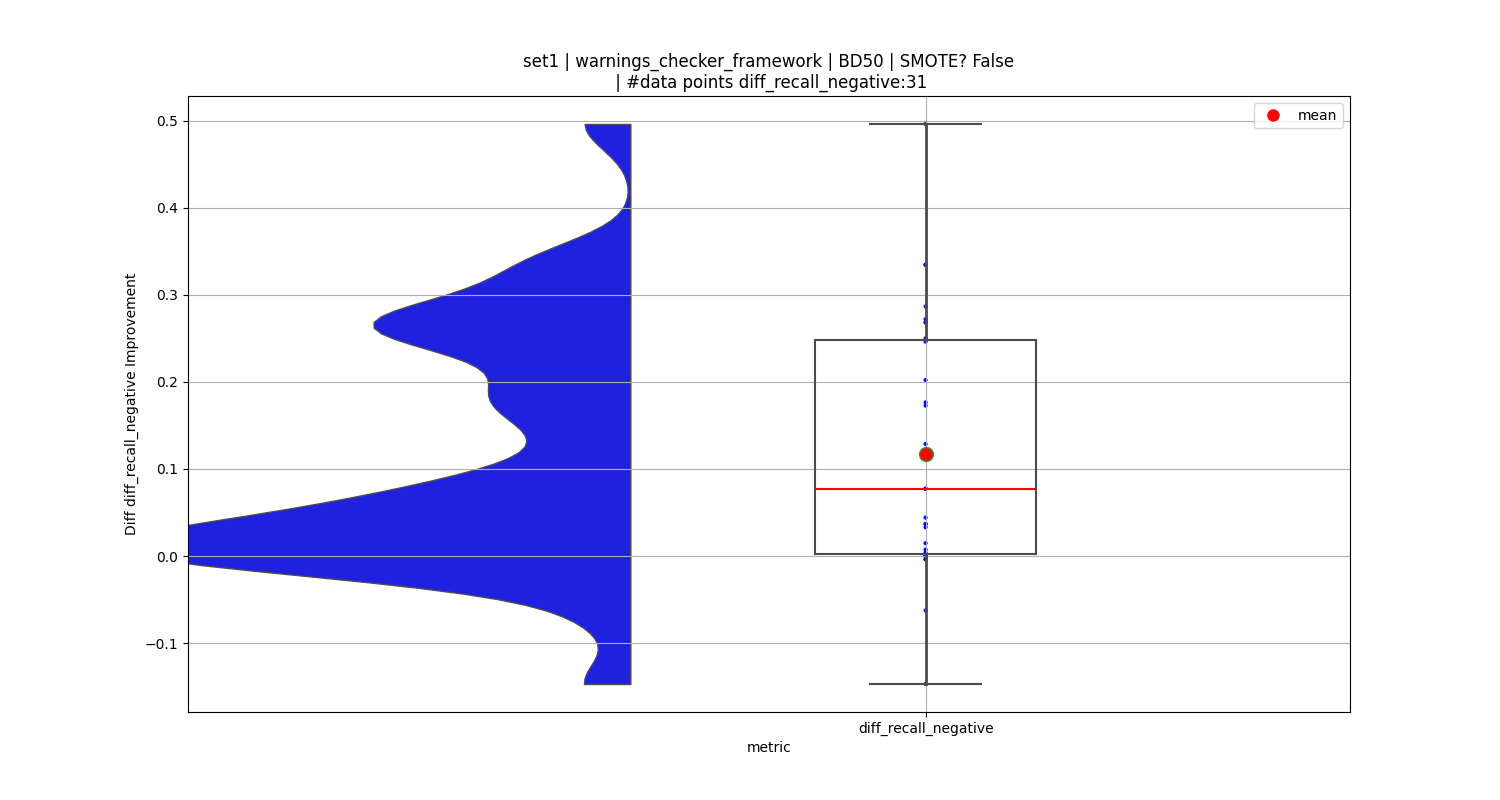 set1 | warnings_checker_framework | BD50 | SMOTE? False
| #data points diff_recall_negative:31
mean
0.5
0.4
0.3
0.2
0.1
0.0
−0.1
Diff diff_recall_negative Improvement
diff_recall_negative
metric